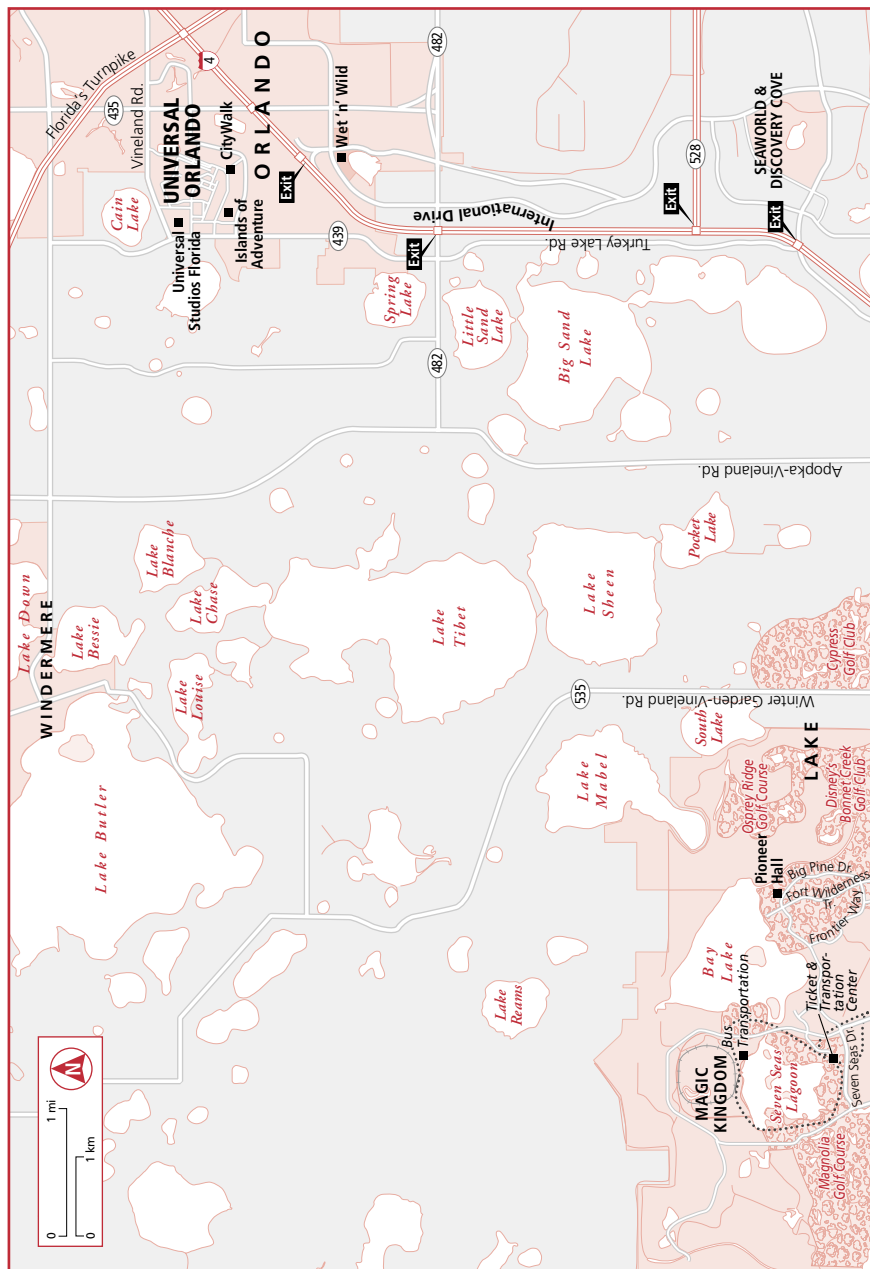 0
1 mi
0
1 km
N
Lake Butler
WINDERMERE
Lake Down
Lake
Bessie
Lake
Louise
Lake
Chase
Lake
Blanche
Lake
Tibet
Lake
Sheen
Pocket
Lake
Lake
Reams
Lake
Mabel
South
Lake
535
Winter Garden-Vineland Rd.
Apopka-Vineland Rd.
Florida's Turnpike
435
Vineland Rd.
4
482
Cain
Lake
UNIVERSAL
ORLANDO
Universal
Studios Florida
CityWalk
Islands of
Adventure
ORLANDO
Wet 'n' Wild
Exit
439
Exit
International Drive
Turkey Lake Rd.
Spring
Lake
482
Little
Sand
Lake
Big Sand
Lake
528
Exit
SEAWORLD &
DISCOVERY COVE
Exit
MAGIC
KINGDOM
Bus
Transportation
Seven Seas
Lagoon
Bay
Lake
Ticket &
Transpor-
tation
Center
Seven Seas Dr.
Magnolia
Golf Course
Pioneer
Hall
Big Pine Dr.
Fort Wilderness
Tr.
Frontier Way
Osprey Ridge
Golf Course
LAKE
Disney's
Bonnet Creek
Golf Club
Cypress
Golf Club